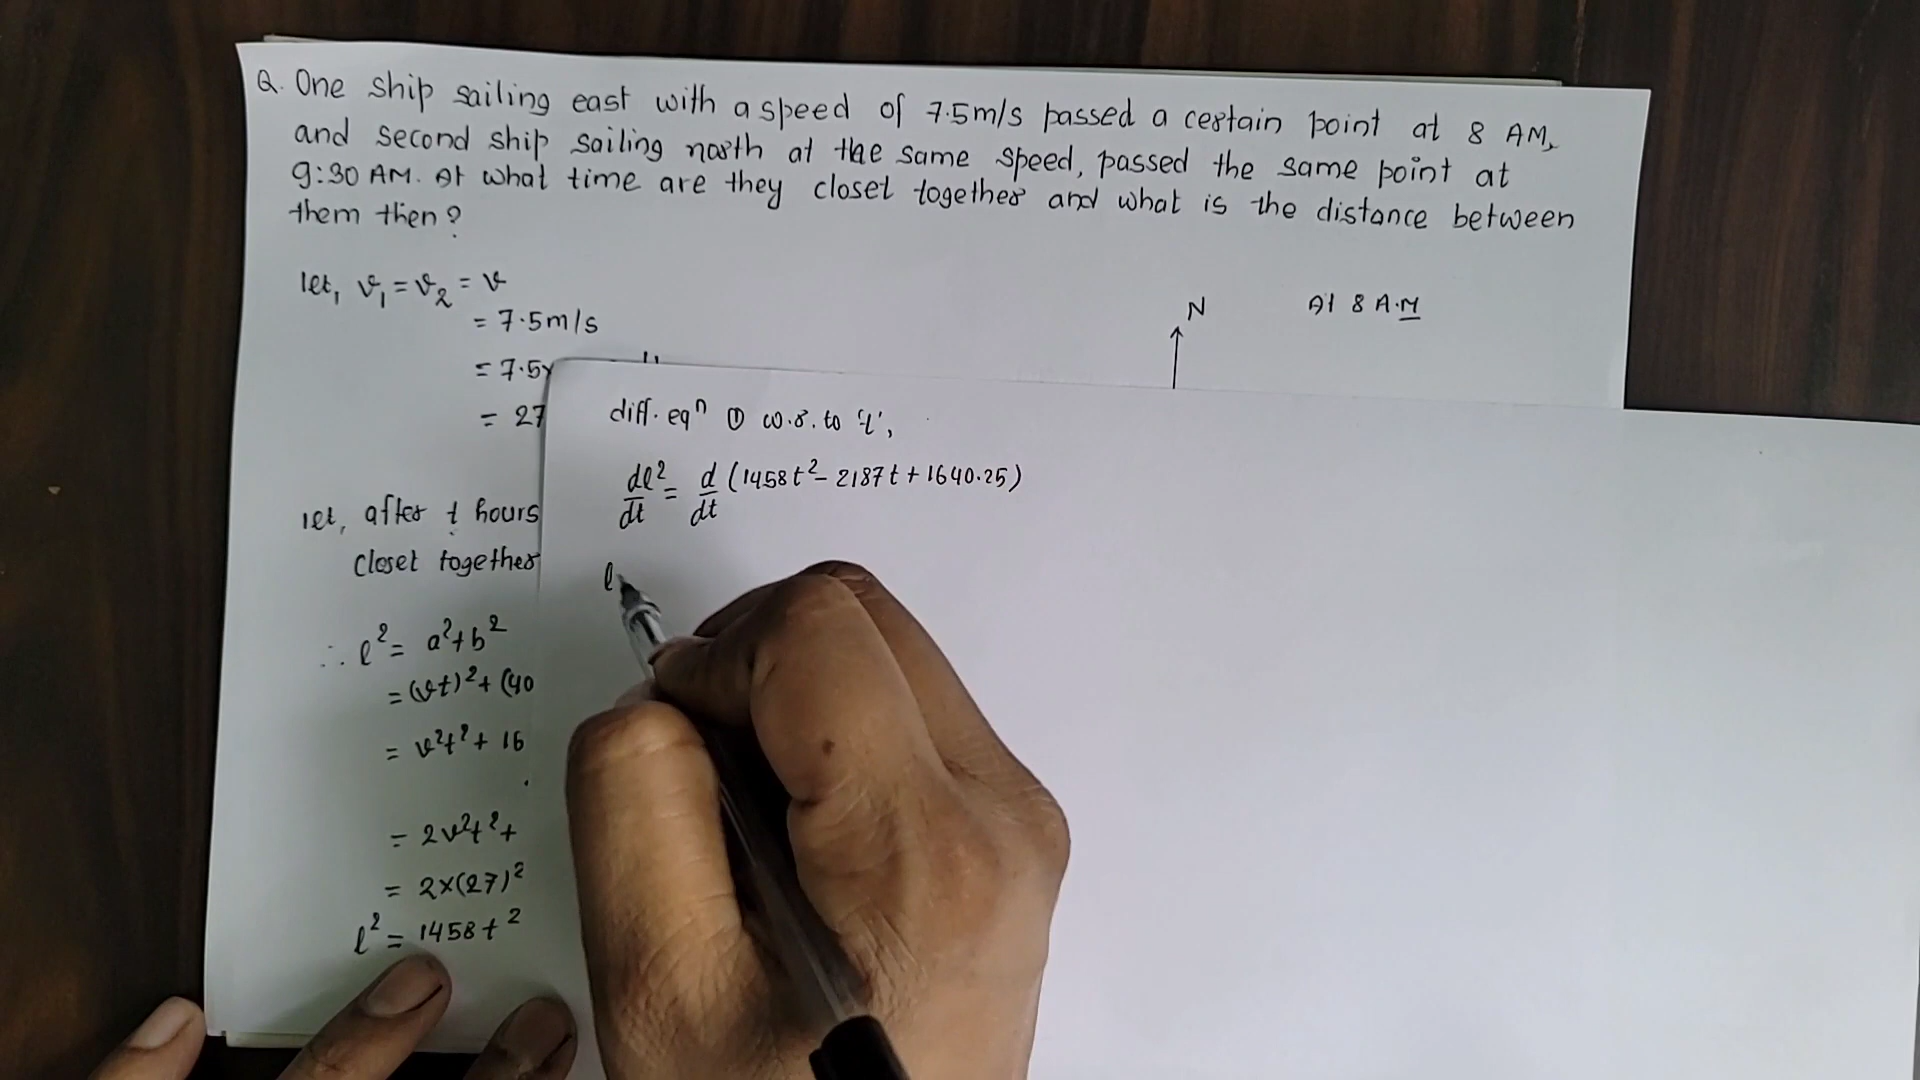 Q. One ship sailing east with a speed of 7.5m/s passed a certain point at 8 AM,
and second ship sailing north at the same speed, passed the same point at
9:30 AM. At what time are they closet together and what is the distance between
them then?
let, v₁ = v₂ = v
= 7.5m/s
= 7.5×
= 27
N
At 8 A.M
let, after t hours
closet together
∴ l² = a²+b²
= (vt)²+(40
= v²t²+ 16
= 2v²t²+
= 2×(27)²
l² = 1458t²
diff. eqⁿ ① w.r. to 't',
dl²/dt = d/dt (1458t² - 2187t + 1640.25)
l